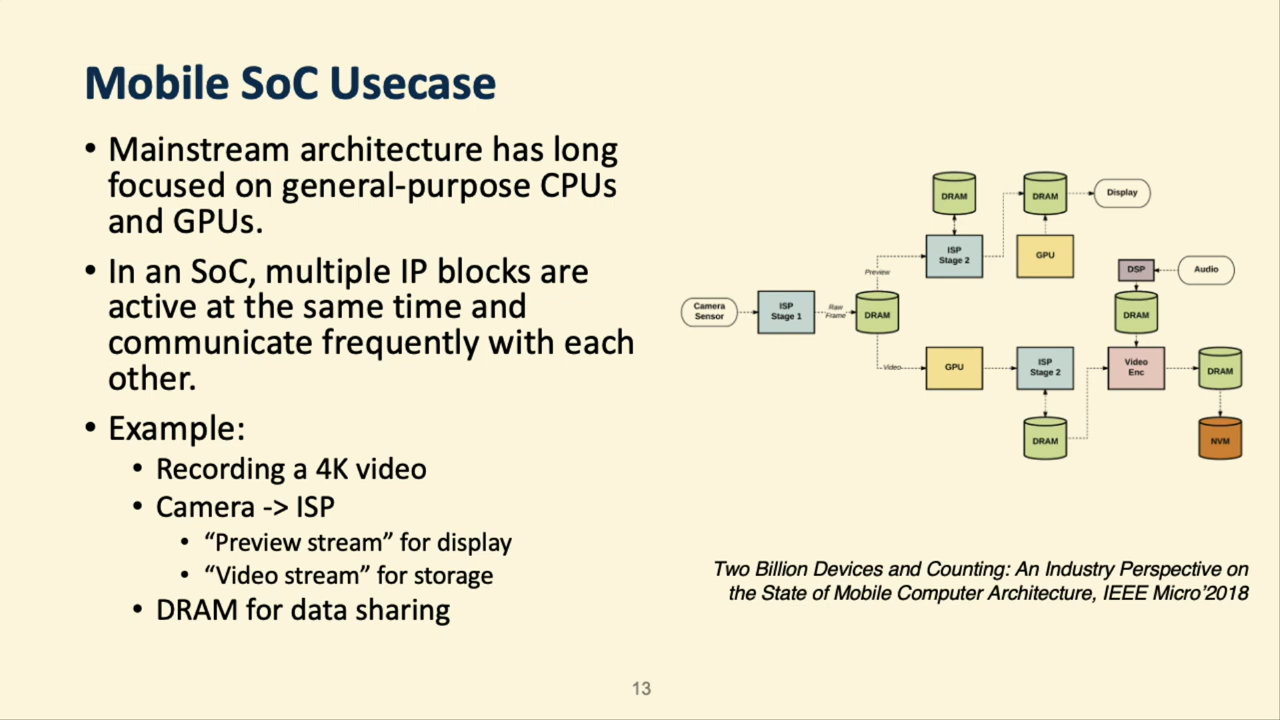 Mobile SoC Usecase
• Mainstream architecture has long
focused on general-purpose CPUs
and GPUs.
• In an SoC, multiple IP blocks are
active at the same time and
communicate frequently with each
other.
• Example:
• Recording a 4K video
• Camera -> ISP
• “Preview stream” for display
• “Video stream” for storage
• DRAM for data sharing
DRAM
DRAM
Display
ISP
Stage 2
GPU
Preview
DSP
Audio
Camera
Sensor
ISP
Stage 1
Raw
Frame
DRAM
DRAM
Video
GPU
ISP
Stage 2
Video
Enc
DRAM
DRAM
NVM
Two Billion Devices and Counting: An Industry Perspective on
the State of Mobile Computer Architecture, IEEE Micro’2018
13